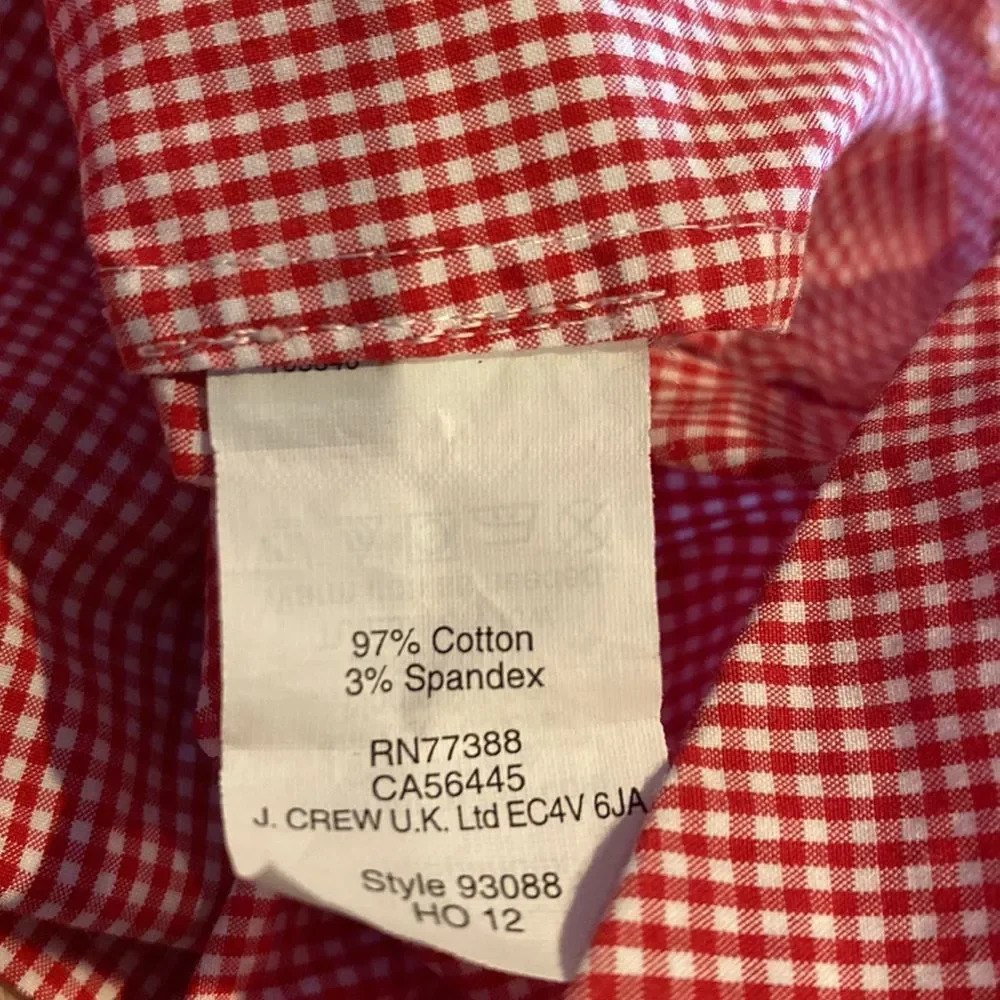 97% Cotton
3% Spandex
RN77388
CA56445
J. CREW U.K. Ltd EC4V 6JA
Style 93088
HO 12